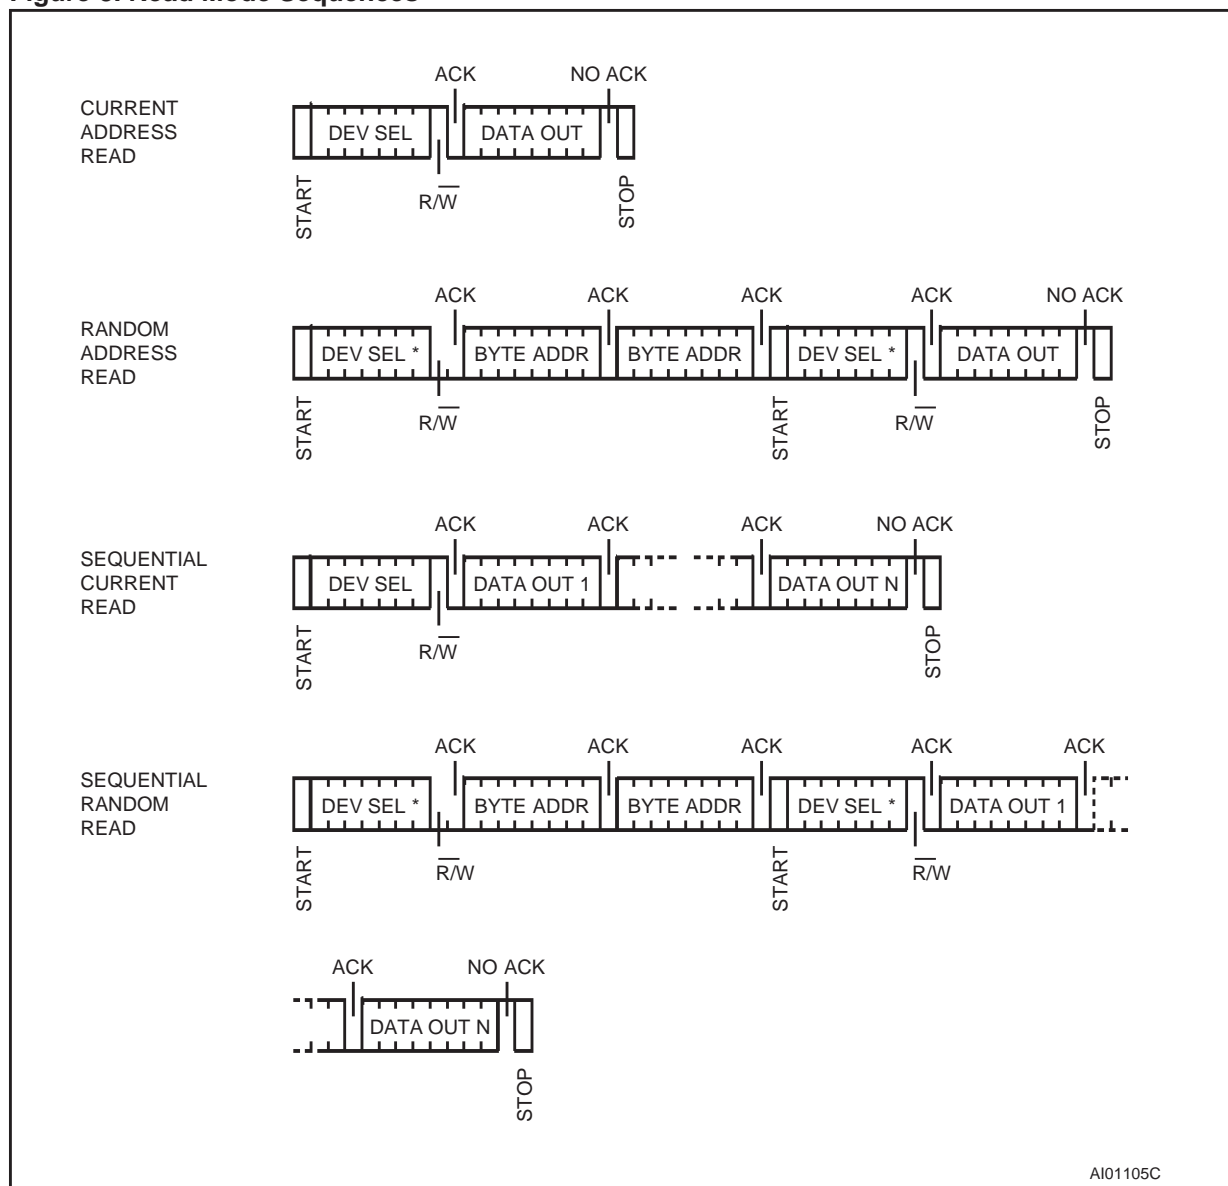 Figure 8. Read Mode Sequences
ACK NO ACK
CURRENT
ADDRESS
READ
DEV SEL DATA OUT
START R/W STOP
ACK ACK ACK ACK NO ACK
RANDOM
ADDRESS
READ
DEV SEL * BYTE ADDR BYTE ADDR DEV SEL * DATA OUT
START R/W START R/W STOP
ACK ACK ACK NO ACK
SEQUENTIAL
CURRENT
READ
DEV SEL DATA OUT 1 DATA OUT N
START R/W STOP
ACK ACK ACK ACK ACK
SEQUENTIAL
RANDOM
READ
DEV SEL * BYTE ADDR BYTE ADDR DEV SEL * DATA OUT 1
START R/W START R/W
ACK NO ACK
DATA OUT N
STOP
AI01105C